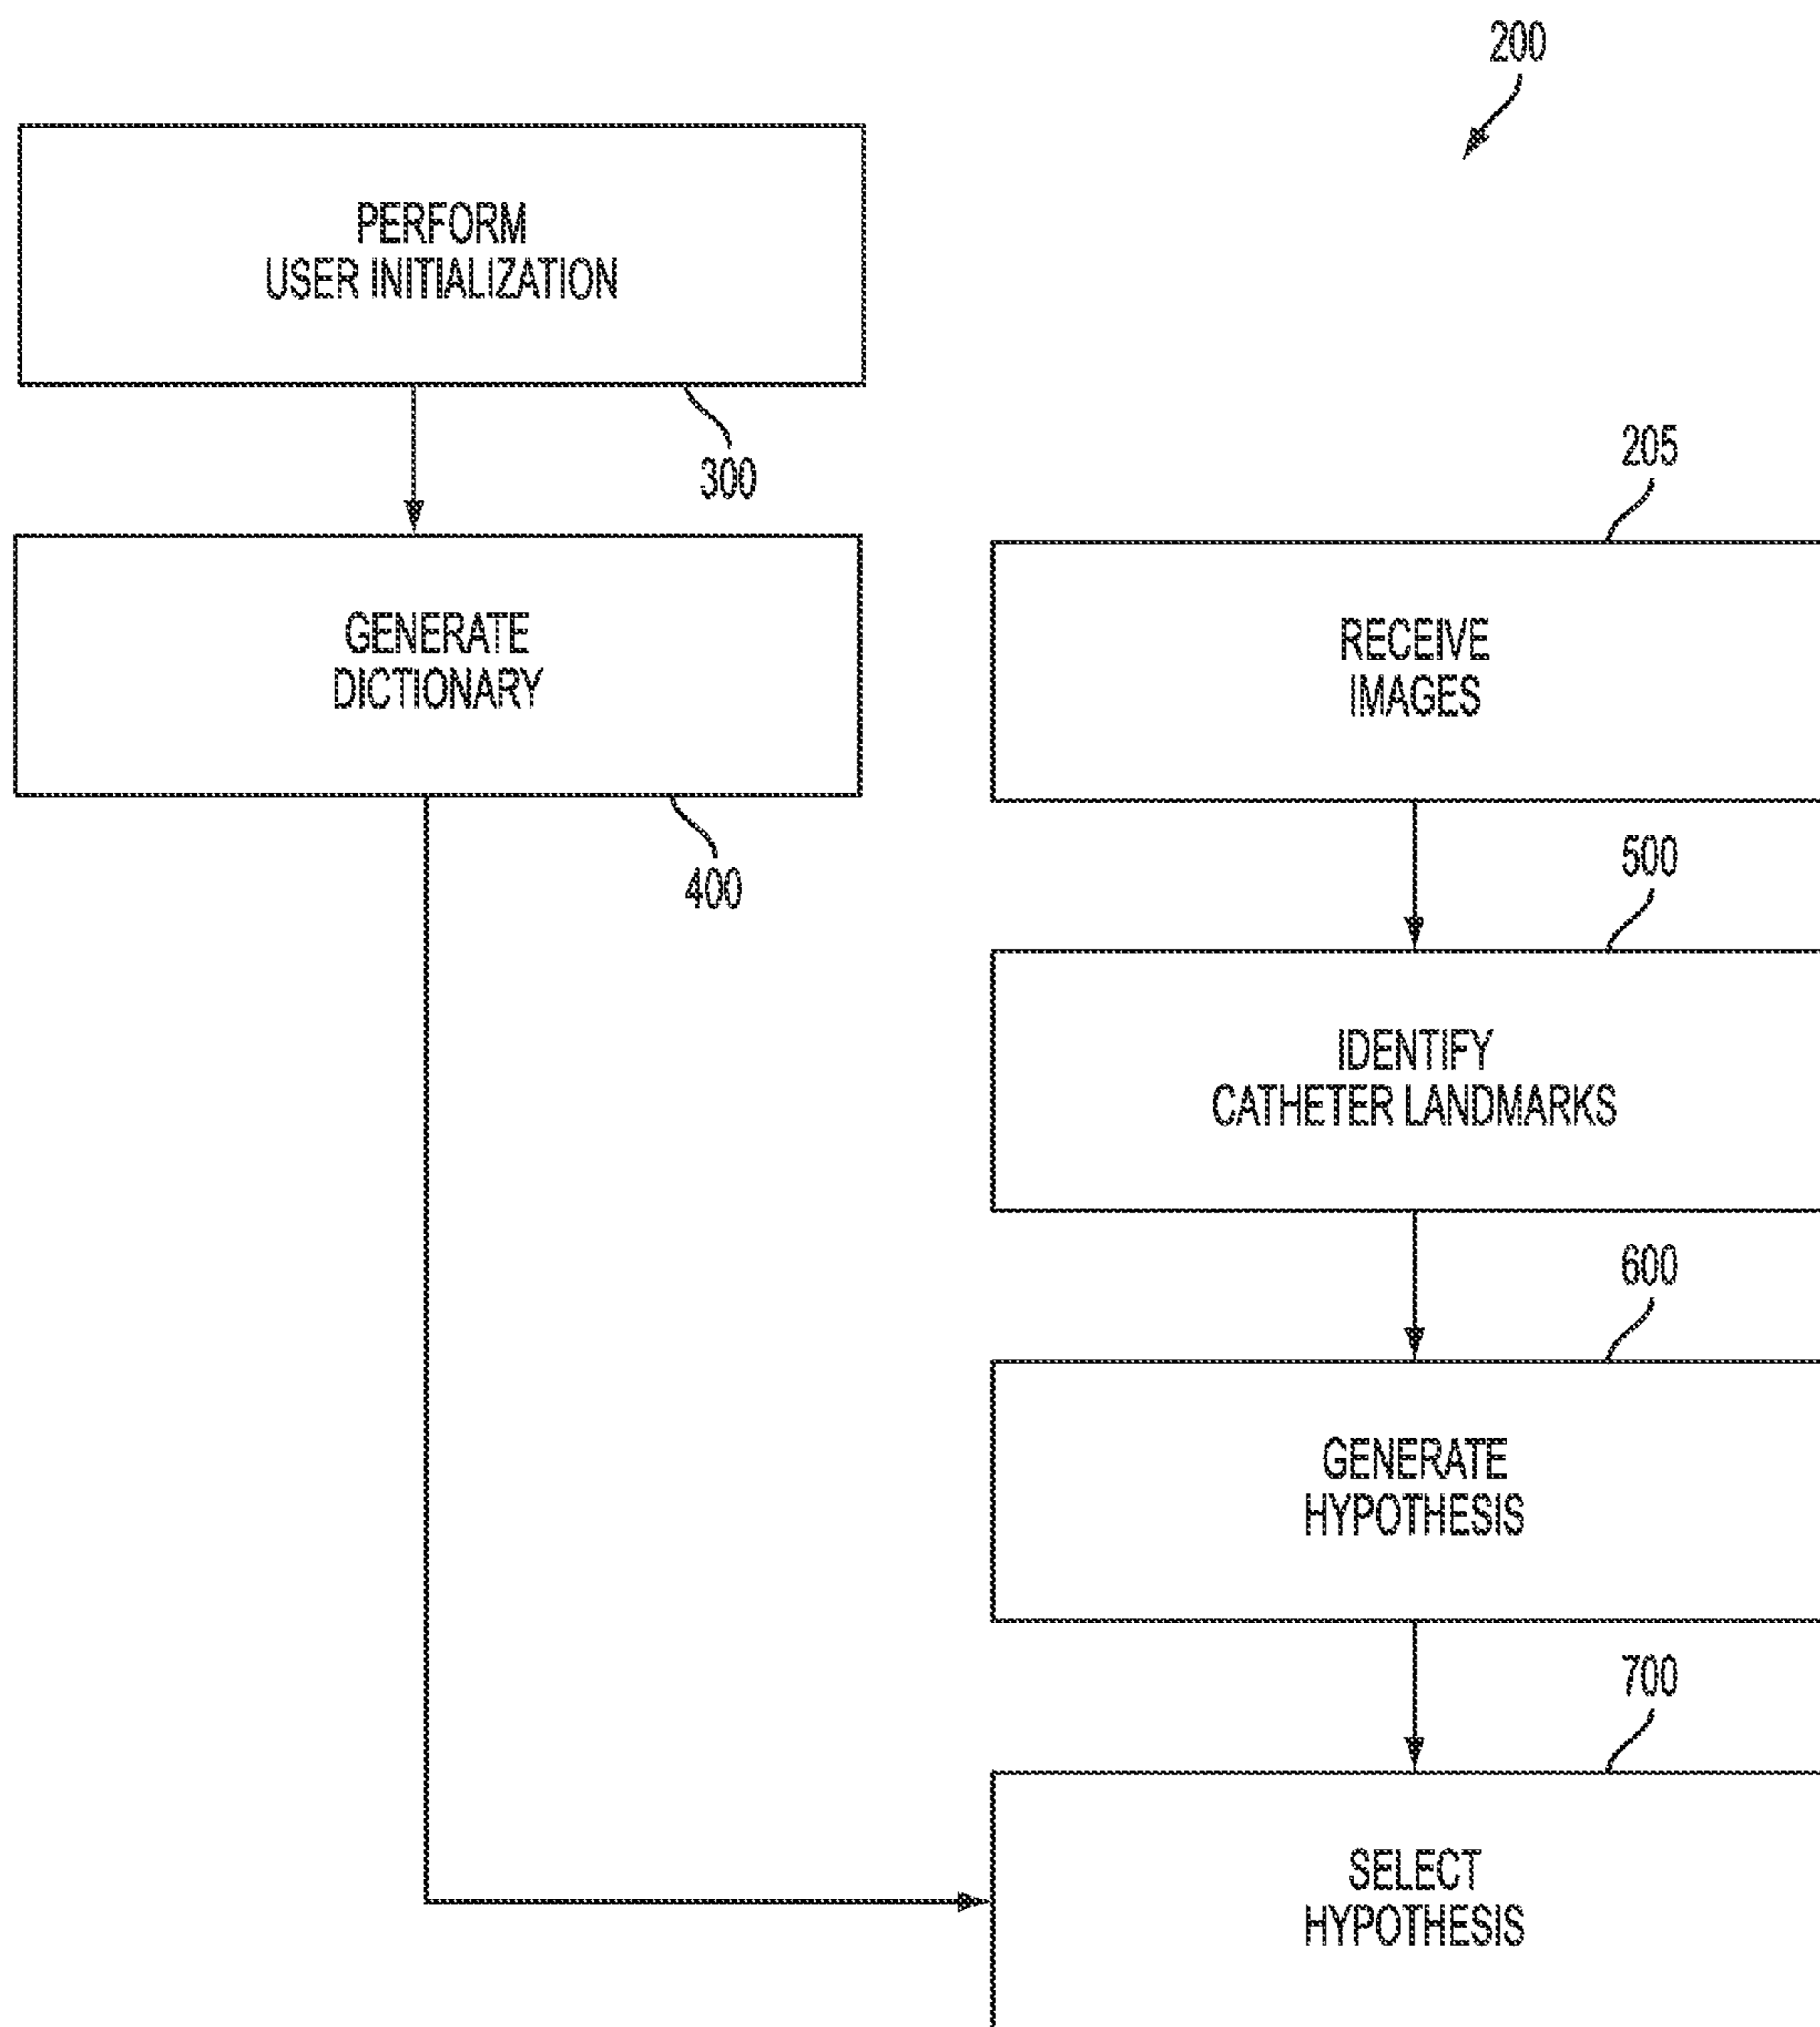 200
PERFORM
USER INITIALIZATION
300
GENERATE
DICTIONARY
400
205
RECEIVE
IMAGES
500
IDENTIFY
CATHETER LANDMARKS
600
GENERATE
HYPOTHESIS
700
SELECT
HYPOTHESIS